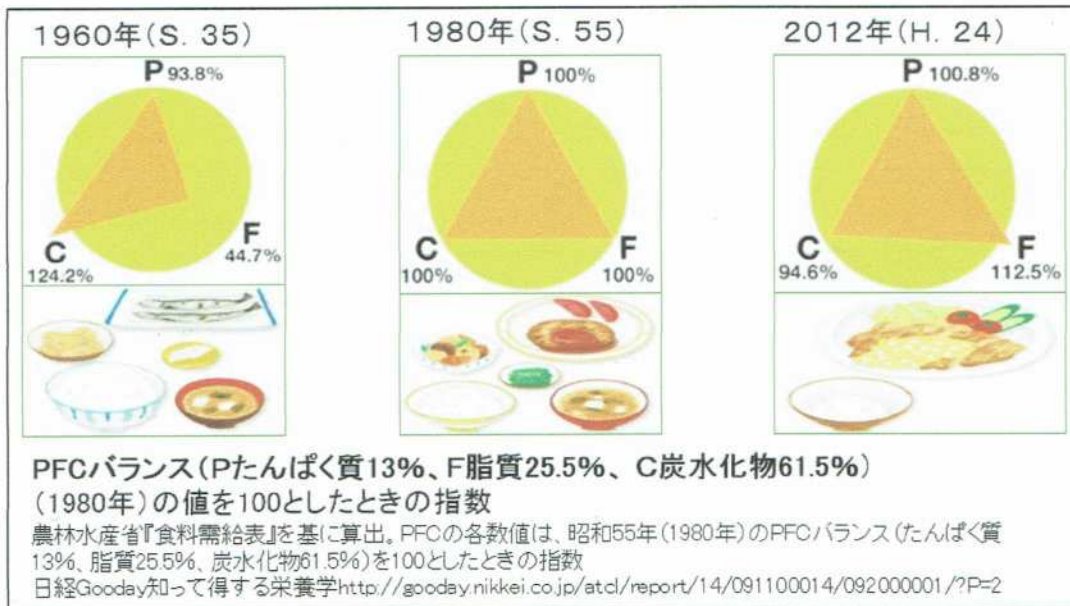 1960年(S. 35)
P 93.8%
C
124.2%
F
44.7%
1980年(S. 55)
P 100%
C
100%
F
100%
2012年(H. 24)
P 100.8%
C
94.6%
F
112.5%
PFCバランス(Pたんぱく質13%、F脂質25.5%、 C炭水化物61.5%)
(1980年)の値を100としたときの指数
農林水産省『食料需給表』を基に算出。PFCの各数値は、昭和55年(1980年)のPFCバランス(たんぱく質
13%、脂質25.5%、炭水化物61.5%)を100としたときの指数
日経Gooday知って得する栄養学http://gooday.nikkei.co.jp/atcl/report/14/091100014/092000001/?P=2